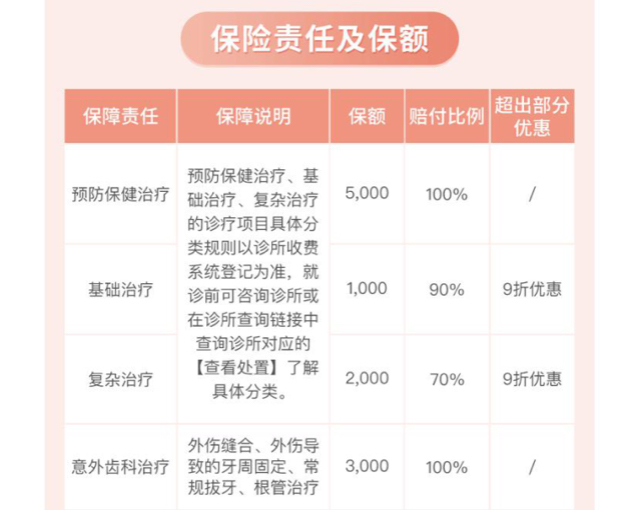 保险责任及保额
保障责任 保障说明 保额 赔付比例 超出部分
优惠
预防保健治疗 5,000 100% /
预防保健治疗、基
础治疗、复杂治疗
的诊疗项目具体分
类规则以诊所收费
系统登记为准，就
诊前可咨询诊所或
在诊所查询链接中
查询诊所对应的
【查看处置】了解
具体分类。
基础治疗 1,000 90% 9折优惠
复杂治疗 2,000 70% 9折优惠
意外齿科治疗 3,000 100% /
外伤缝合、外伤导
致的牙周固定、常
规拔牙、根管治疗